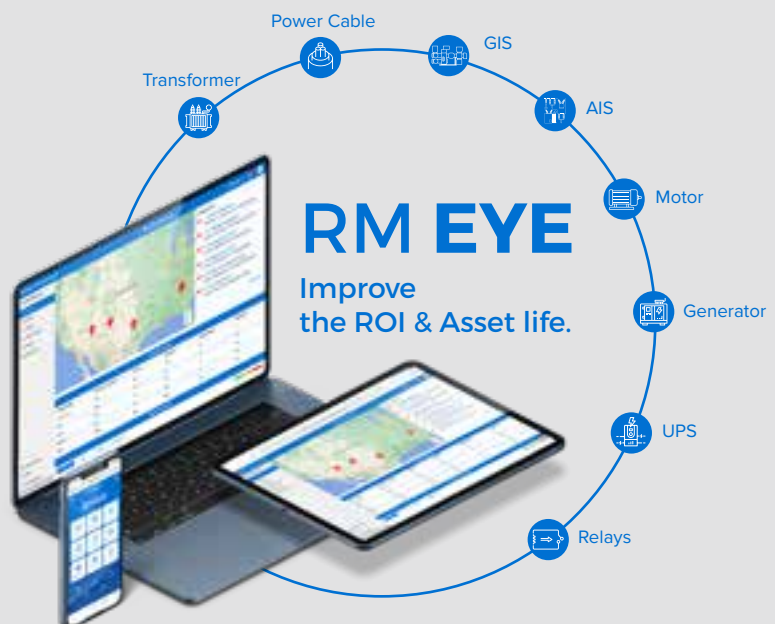 Power Cable
GIS
Transformer
AIS
Motor
RM EYE
Improve
the ROI & Asset life.
Generator
UPS
Relays